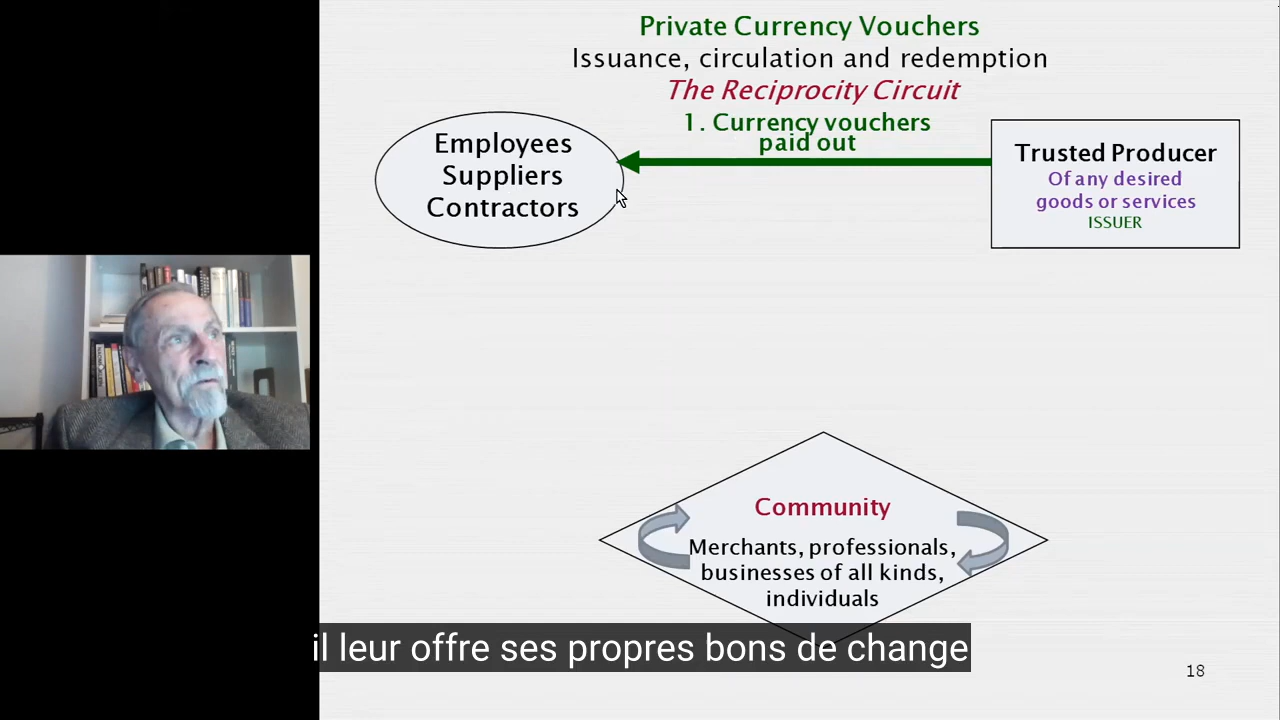 Private Currency Vouchers
Issuance, circulation and redemption
The Reciprocity Circuit
1. Currency vouchers
paid out
Employees
Suppliers
Contractors
Trusted Producer
Of any desired
goods or services
ISSUER
Community
Merchants, professionals,
businesses of all kinds,
individuals
il leur offre ses propres bons de change
18